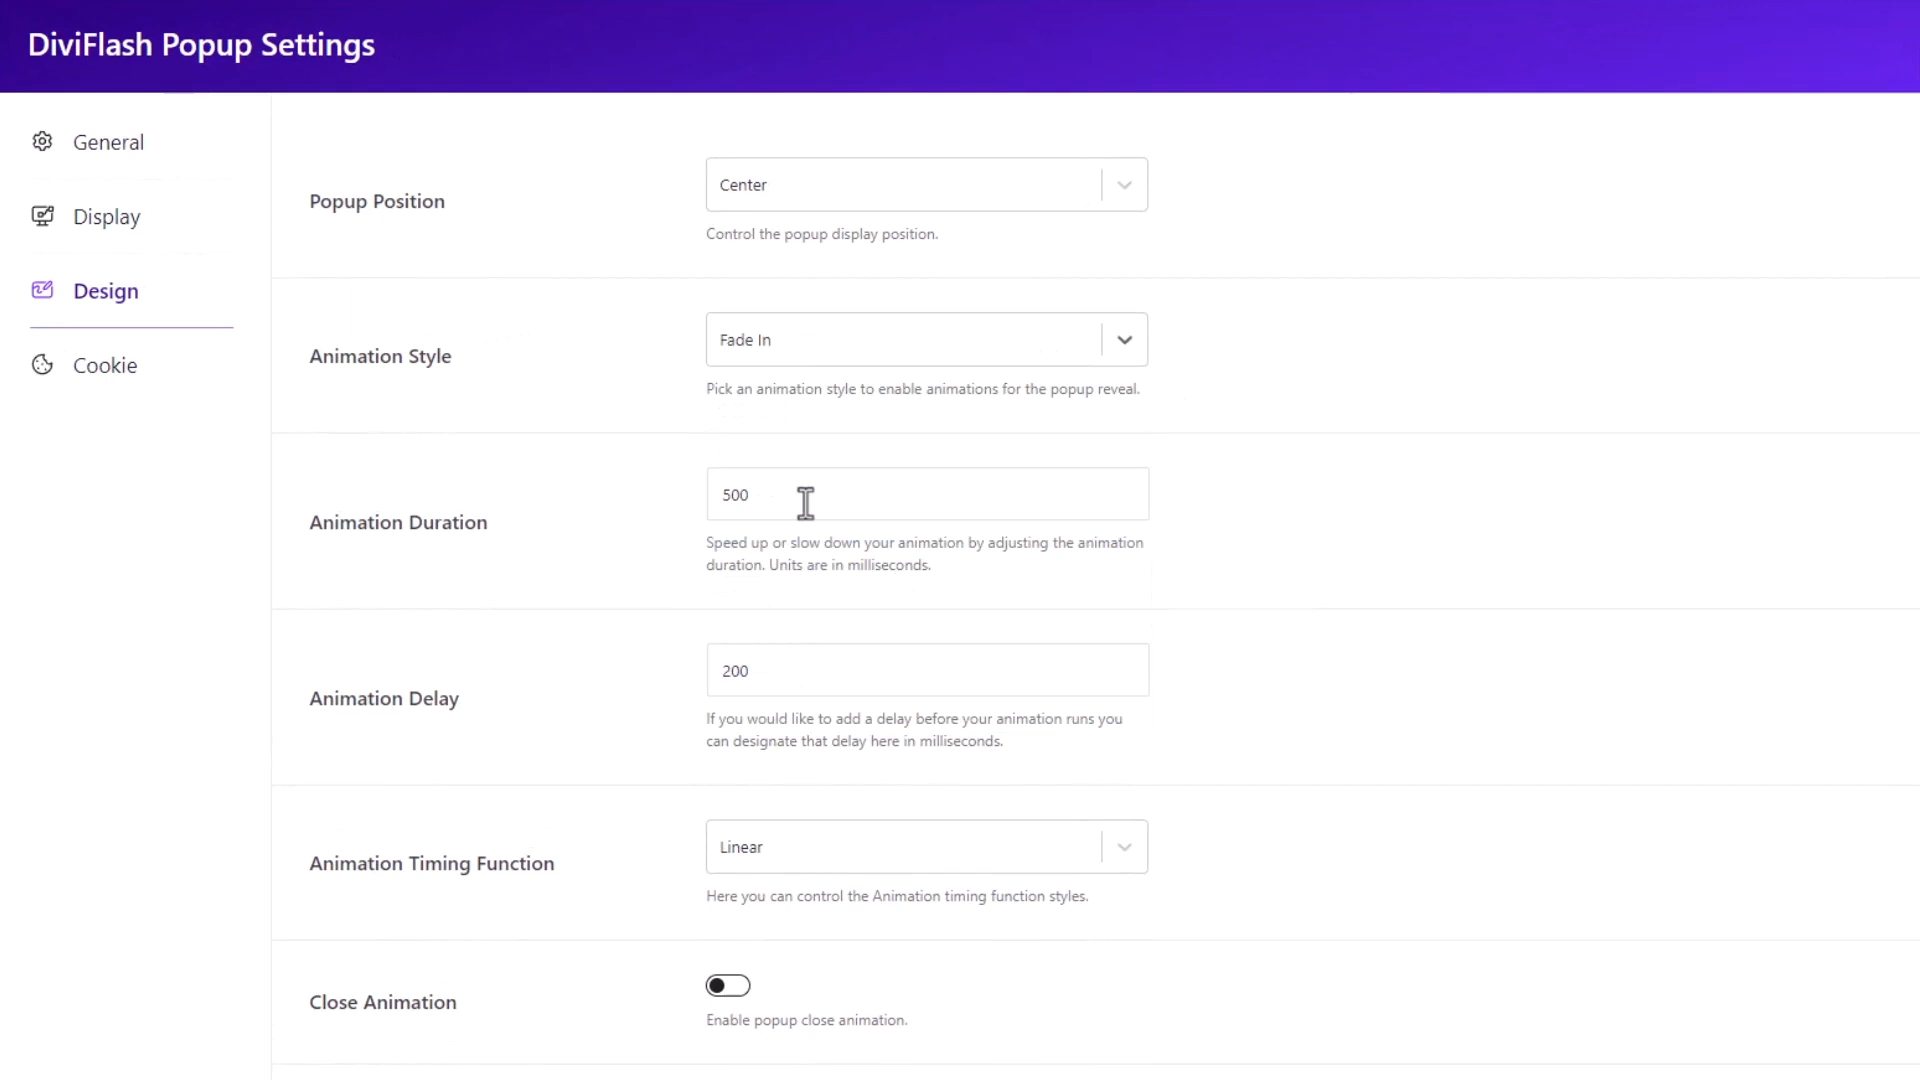 DiviFlash Popup Settings
General
Display
Design
Cookie
Popup Position
Center
Control the popup display position.
Animation Style
Fade In
Pick an animation style to enable animations for the popup reveal.
Animation Duration
500
Speed up or slow down your animation by adjusting the animation
duration. Units are in milliseconds.
Animation Delay
200
If you would like to add a delay before your animation runs you
can designate that delay here in milliseconds.
Animation Timing Function
Linear
Here you can control the Animation timing function styles.
Close Animation
Enable popup close animation.